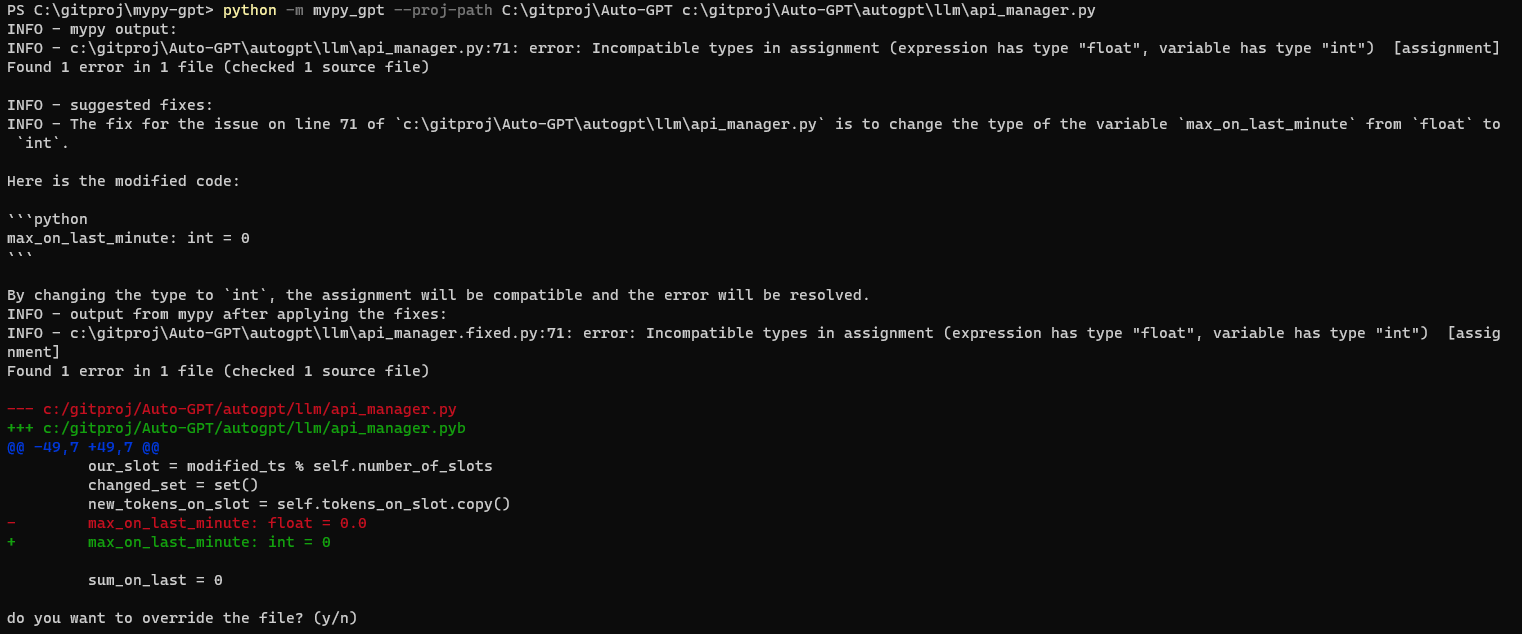 PS C:\gitproj\mypy-gpt> python -m mypy_gpt --proj-path C:\gitproj\Auto-GPT c:\gitproj\Auto-GPT\autogpt\llm\api_manager.py
INFO - mypy output:
INFO - c:\gitproj\Auto-GPT\autogpt\llm\api_manager.py:71: error: Incompatible types in assignment (expression has type "float", variable has type "int")  [assignment]
Found 1 error in 1 file (checked 1 source file)

INFO - suggested fixes:
INFO - The fix for the issue on line 71 of `c:\gitproj\Auto-GPT\autogpt\llm\api_manager.py` is to change the type of the variable `max_on_last_minute` from `float` to
 `int`.

Here is the modified code:

```python
max_on_last_minute: int = 0
```

By changing the type to `int`, the assignment will be compatible and the error will be resolved.
INFO - output from mypy after applying the fixes:
INFO - c:\gitproj\Auto-GPT\autogpt\llm\api_manager.fixed.py:71: error: Incompatible types in assignment (expression has type "float", variable has type "int")  [assig
nment]
Found 1 error in 1 file (checked 1 source file)

--- c:/gitproj/Auto-GPT/autogpt/llm/api_manager.py
+++ c:/gitproj/Auto-GPT/autogpt/llm/api_manager.pyb
@@ -49,7 +49,7 @@
         our_slot = modified_ts % self.number_of_slots
         changed_set = set()
         new_tokens_on_slot = self.tokens_on_slot.copy()
-        max_on_last_minute: float = 0.0
+        max_on_last_minute: int = 0

         sum_on_last = 0

do you want to override the file? (y/n)